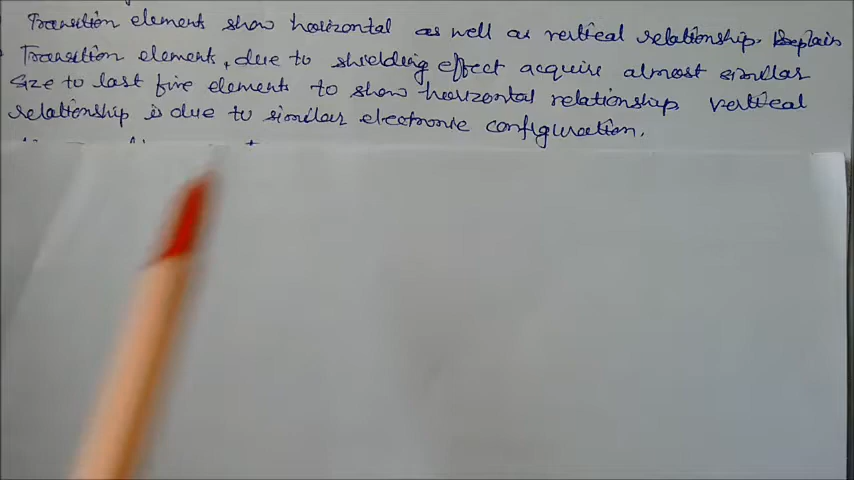 Transition element show horizontal as well as vertical relationship. Explain
Transition element, due to shielding effect acquire almost similar
size to last five elements to show horizontal relationship vertical
relationship is due to similar electronic configuration.